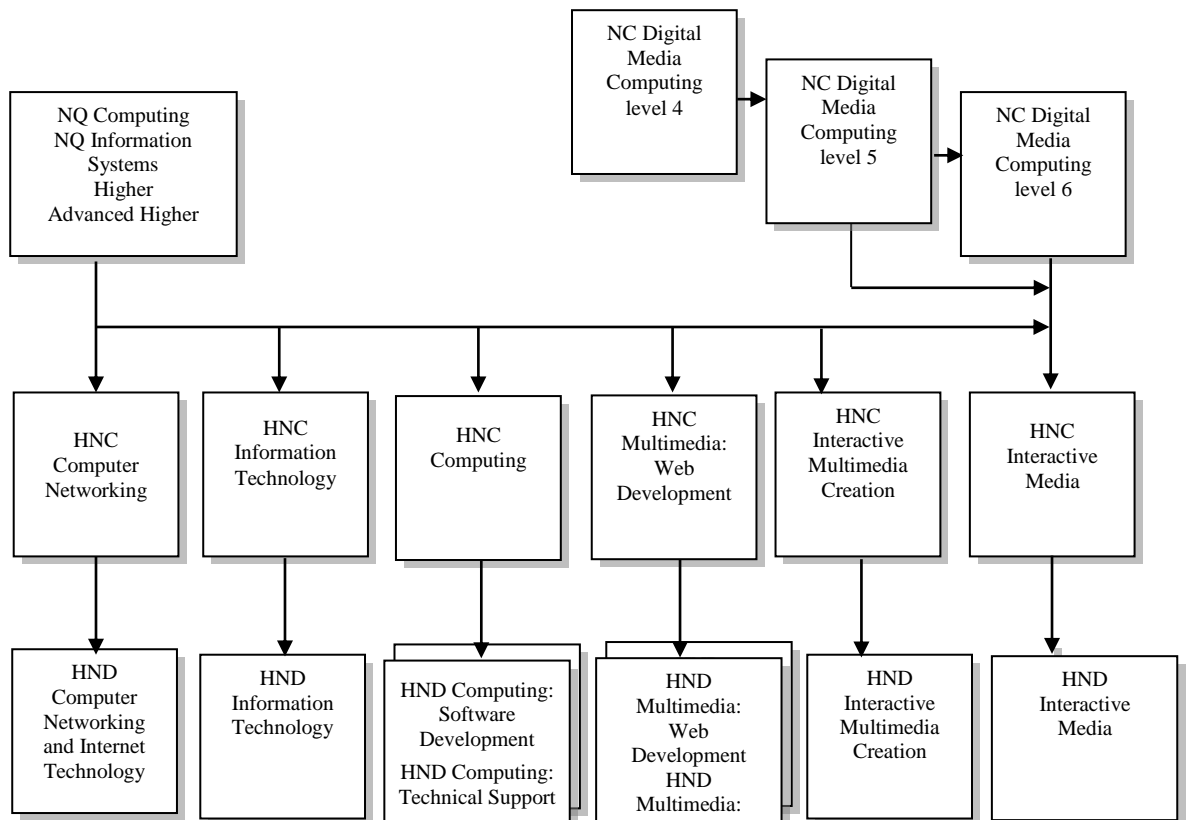 NC Digital
Media
Computing
level 4
NC Digital
Media
Computing
level 5
NC Digital
Media
Computing
level 6
NQ Computing
NQ Information
Systems
Higher
Advanced Higher
HNC
Computer
Networking
HNC
Information
Technology
HNC
Computing
HNC
Multimedia:
Web
Development
HNC
Interactive
Multimedia
Creation
HNC
Interactive
Media
HND
Computer
Networking
and Internet
Technology
HND
Information
Technology
HND Computing:
Software
Development
HND Computing:
Technical Support
HND
Multimedia:
Web
Development
HND
Multimedia:
HND
Interactive
Multimedia
Creation
HND
Interactive
Media